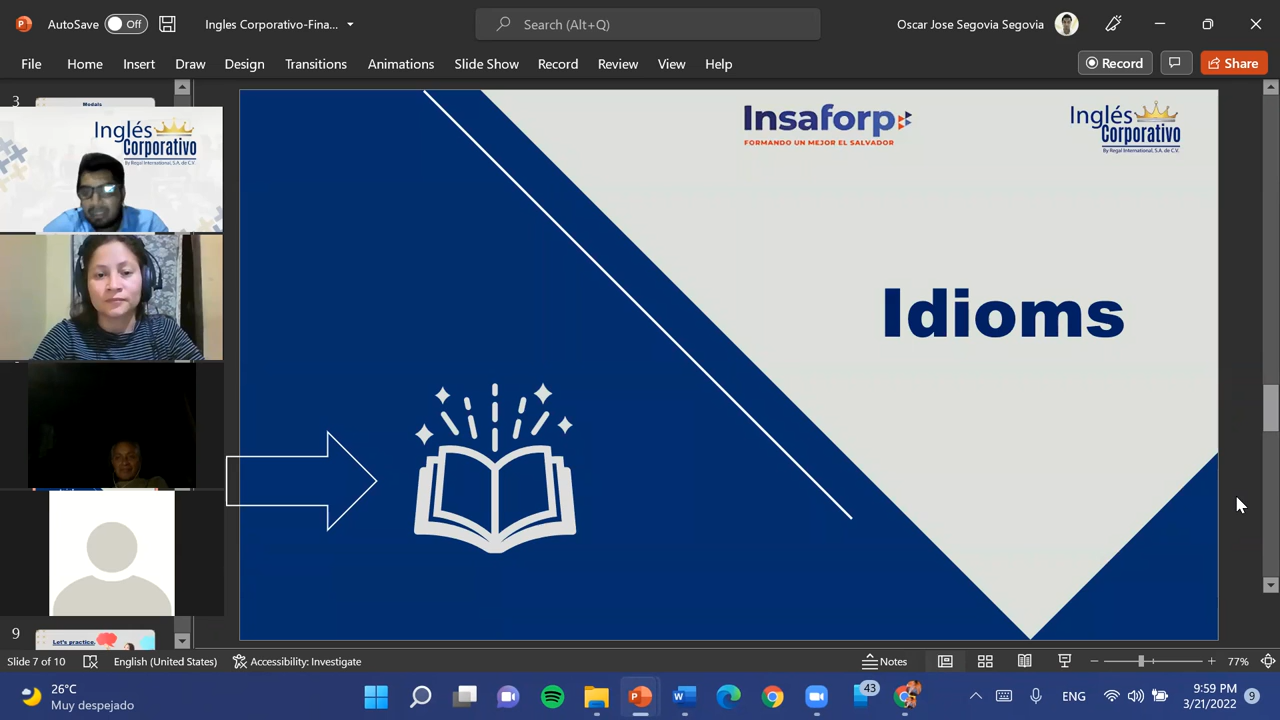 AutoSave Off Ingles Corporativo-Fina... Search (Alt+Q) Oscar Jose Segovia Segovia
File Home Insert Draw Design Transitions Animations Slide Show Record Review View Help Record Share
3
Modals
Inglés
Corporativo
By Regal International, S.A. de C.V.
Insaforp
FORMANDO UN MEJOR EL SALVADOR
Inglés
Corporativo
By Regal International, S.A. de C.V.
Idioms
9
Let's practice.
Slide 7 of 10 English (United States) Accessibility: Investigate Notes 77%
26°C
Muy despejado
43
ENG
9:59 PM
3/21/2022
9